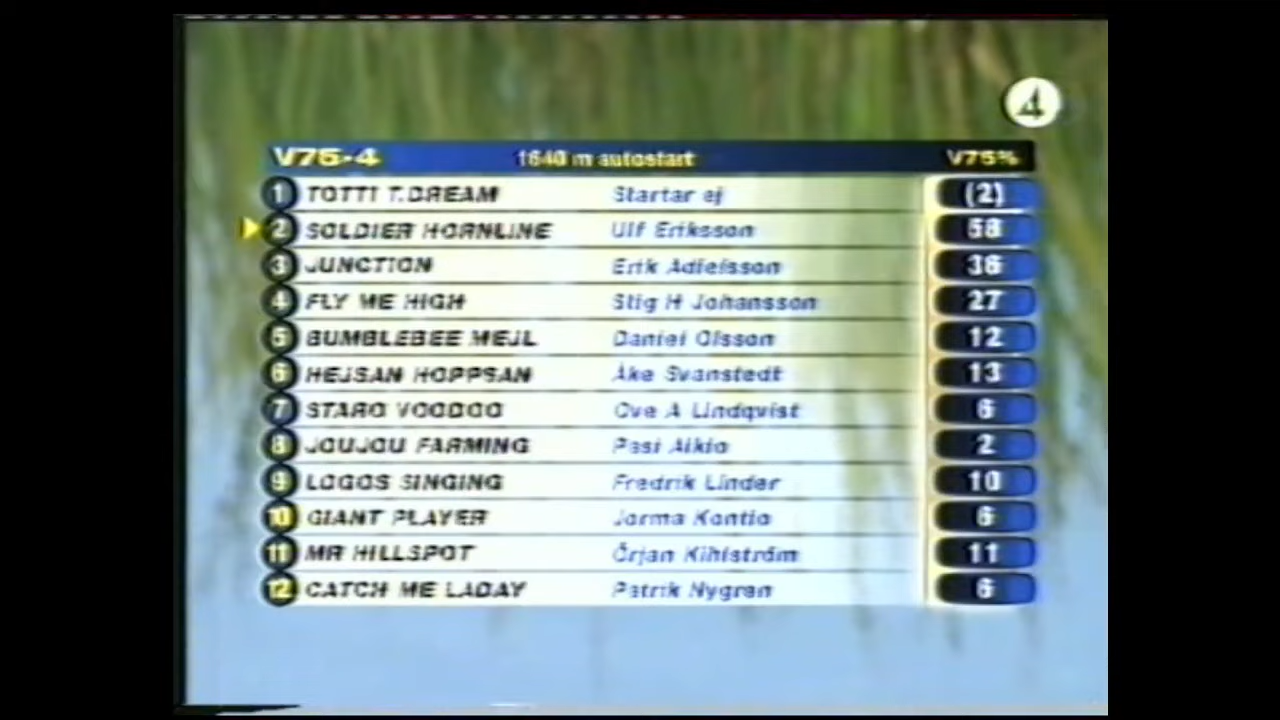 4
V75-4 1640 m autostart V75%
1 TOTTI T.DREAM Startar ej (2)
2 SOLDIER HORNLINE Ulf Eriksson 58
3 JUNCTION Erik Adielsson 36
4 FLY ME HIGH Stig H Johansson 27
5 BUMBLEBEE MEJL Daniel Olsson 12
6 HEJSAN HOPPSAN Åke Svanstedt 13
7 STARO VOODOO Ove A Lindqvist 6
8 JOUJOU FARMING Pasi Aikio 2
9 LOGOS SINGING Fredrik Linder 10
10 GIANT PLAYER Jorma Kontio 6
11 MR HILLSPOT Örjan Kihlström 11
12 CATCH ME LADAY Patrik Nygren 6